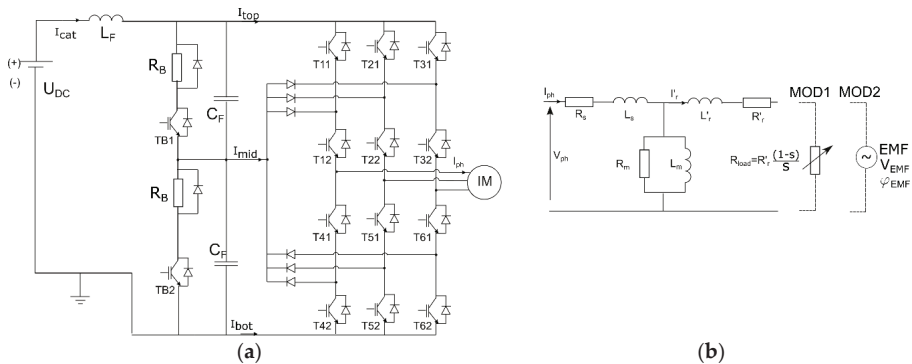 I_cat
L_F
I_top
(+)
(-)
U_DC
R_B
TB1
C_F
I_mid
R_B
TB2
C_F
I_bot
T11
T21
T31
T12
T22
T32
I_ph
IM
T41
T51
T61
T42
T52
T62
(a)
I_ph
R_s
L_s
I'_r
L'_r
R'_r
MOD1
MOD2
V_ph
R_m
L_m
R_load=R'_r (1-s)/s
~
EMF
V_EMF
φ_EMF
(b)